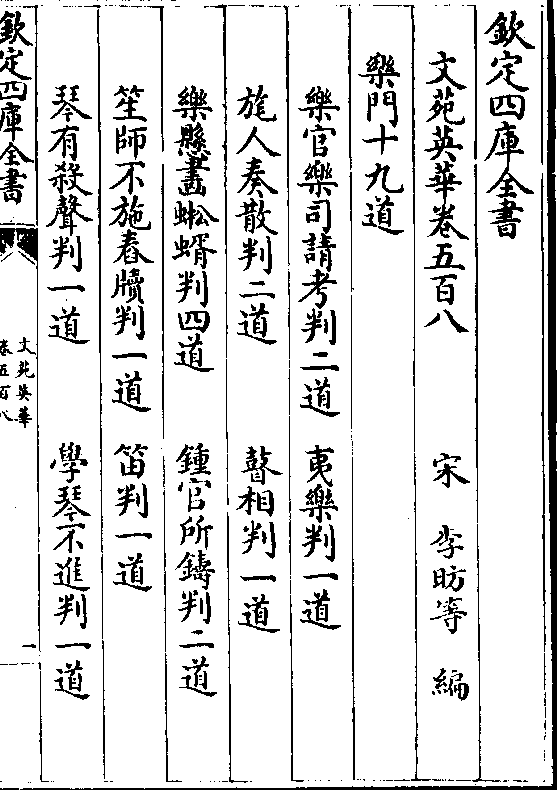 欽定四庫全書
文苑英華卷五百八
宋 李昉等 編
樂門十九道
樂官樂司請考判二道 夷樂判一道
旄人奏散判二道 瞽相判一道
樂懸畫蚣蝑判四道 鍾官所鑄判二道
笙師不施舂牘判一道 笛判一道
琴有殺聲判一道 學琴不進判一道
欽定四庫全書
文苑英華
卷五百八
一